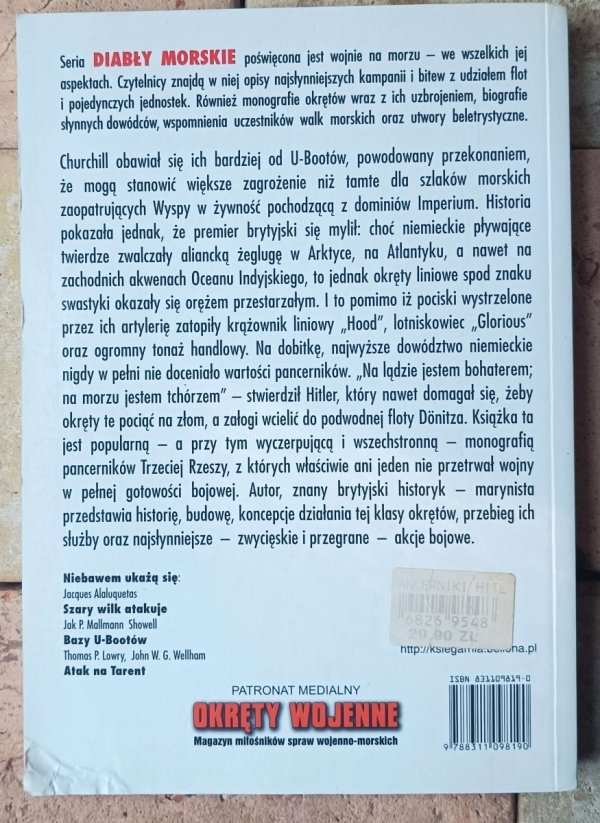 Seria DIABŁY MORSKIE poświęcona jest wojnie na morzu – we wszelkich jej
aspektach. Czytelnicy znajdą w niej opisy najsłynniejszych kampanii i bitew z udziałem flot
i pojedynczych jednostek. Również monografie okrętów wraz z ich uzbrojeniem, biografie
słynnych dowódców, wspomnienia uczestników walk morskich oraz utwory beletrystyczne.
Churchill obawiał się ich bardziej od U-Bootów, powodowany przekonaniem,
że mogą stanowić większe zagrożenie niż tamte dla szlaków morskich
zaopatrujących Wyspy w żywność pochodzącą z dominiów Imperium. Historia
pokazała jednak, że premier brytyjski się mylił: choć niemieckie pływające
twierdze zwalczały aliancką żeglugę w Arktyce, na Atlantyku, a nawet na
zachodnich akwenach Oceanu Indyjskiego, to jednak okręty liniowe spod znaku
swastyki okazały się orężem przestarzałym. I to pomimo iż pociski wystrzelone
przez ich artylerię zatopiły krążownik liniowy „Hood”, lotniskowiec „Glorious”
oraz ogromny tonaż handlowy. Na dobitkę, najwyższe dowództwo niemieckie
nigdy w pełni nie doceniało wartości pancerników. „Na lądzie jestem bohaterem;
na morzu jestem tchórzem” – stwierdził Hitler, który nawet domagał się, żeby
okręty te pociąć na złom, a załogi wcielić do podwodnej floty Dönitza. Książka ta
jest popularną – a przy tym wyczerpującą i wszechstronną – monografią
pancerników Trzeciej Rzeszy, z których właściwie ani jeden nie przetrwał wojny
w pełnej gotowości bojowej. Autor, znany brytyjski historyk – marynista
przedstawia historię, budowę, koncepcje działania tej klasy okrętów, przebieg ich
służby oraz najsłynniejsze – zwycięskie i przegrane – akcje bojowe.
Niebawem ukażą się:
Jacques Alaluquetas
Szary wilk atakuje
Jak P. Mallmann Showell
Bazy U-Bootów
Thomas P. Lowry, John W. G. Wellham
Atak na Tarent
PANCERNIKI HITL
6826 9548
29,90 ZŁ
http://ksiegarnia.bellona.pl
ISBN 831109819-0
9 788311 098190
PATRONAT MEDIALNY
OKRĘTY WOJENNE
Magazyn miłośników spraw wojenno-morskich